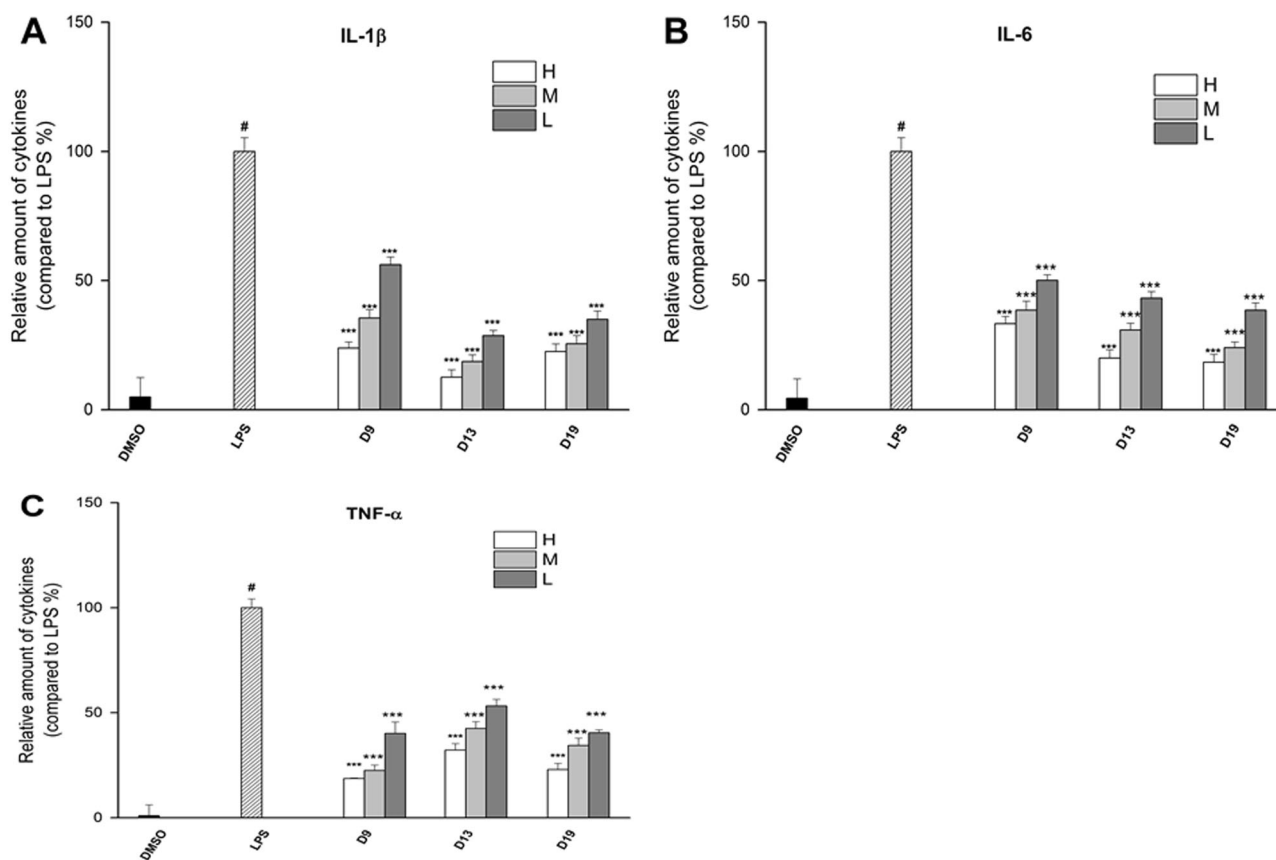 A
IL-1β
150
100
50
0
Relative amount of cytokines
(compared to LPS %)
H
M
L
#
***
***
***
***
***
***
***
***
***
DMSO
LPS
D9
D13
D19
B
IL-6
150
100
50
0
Relative amount of cytokines
(compared to LPS %)
H
M
L
#
***
***
***
***
***
***
***
***
***
DMSO
LPS
D9
D13
D19
C
TNF-α
150
100
50
0
Relative amount of cytokines
(compared to LPS %)
H
M
L
#
***
***
***
***
***
***
***
***
***
DMSO
LPS
D9
D13
D19